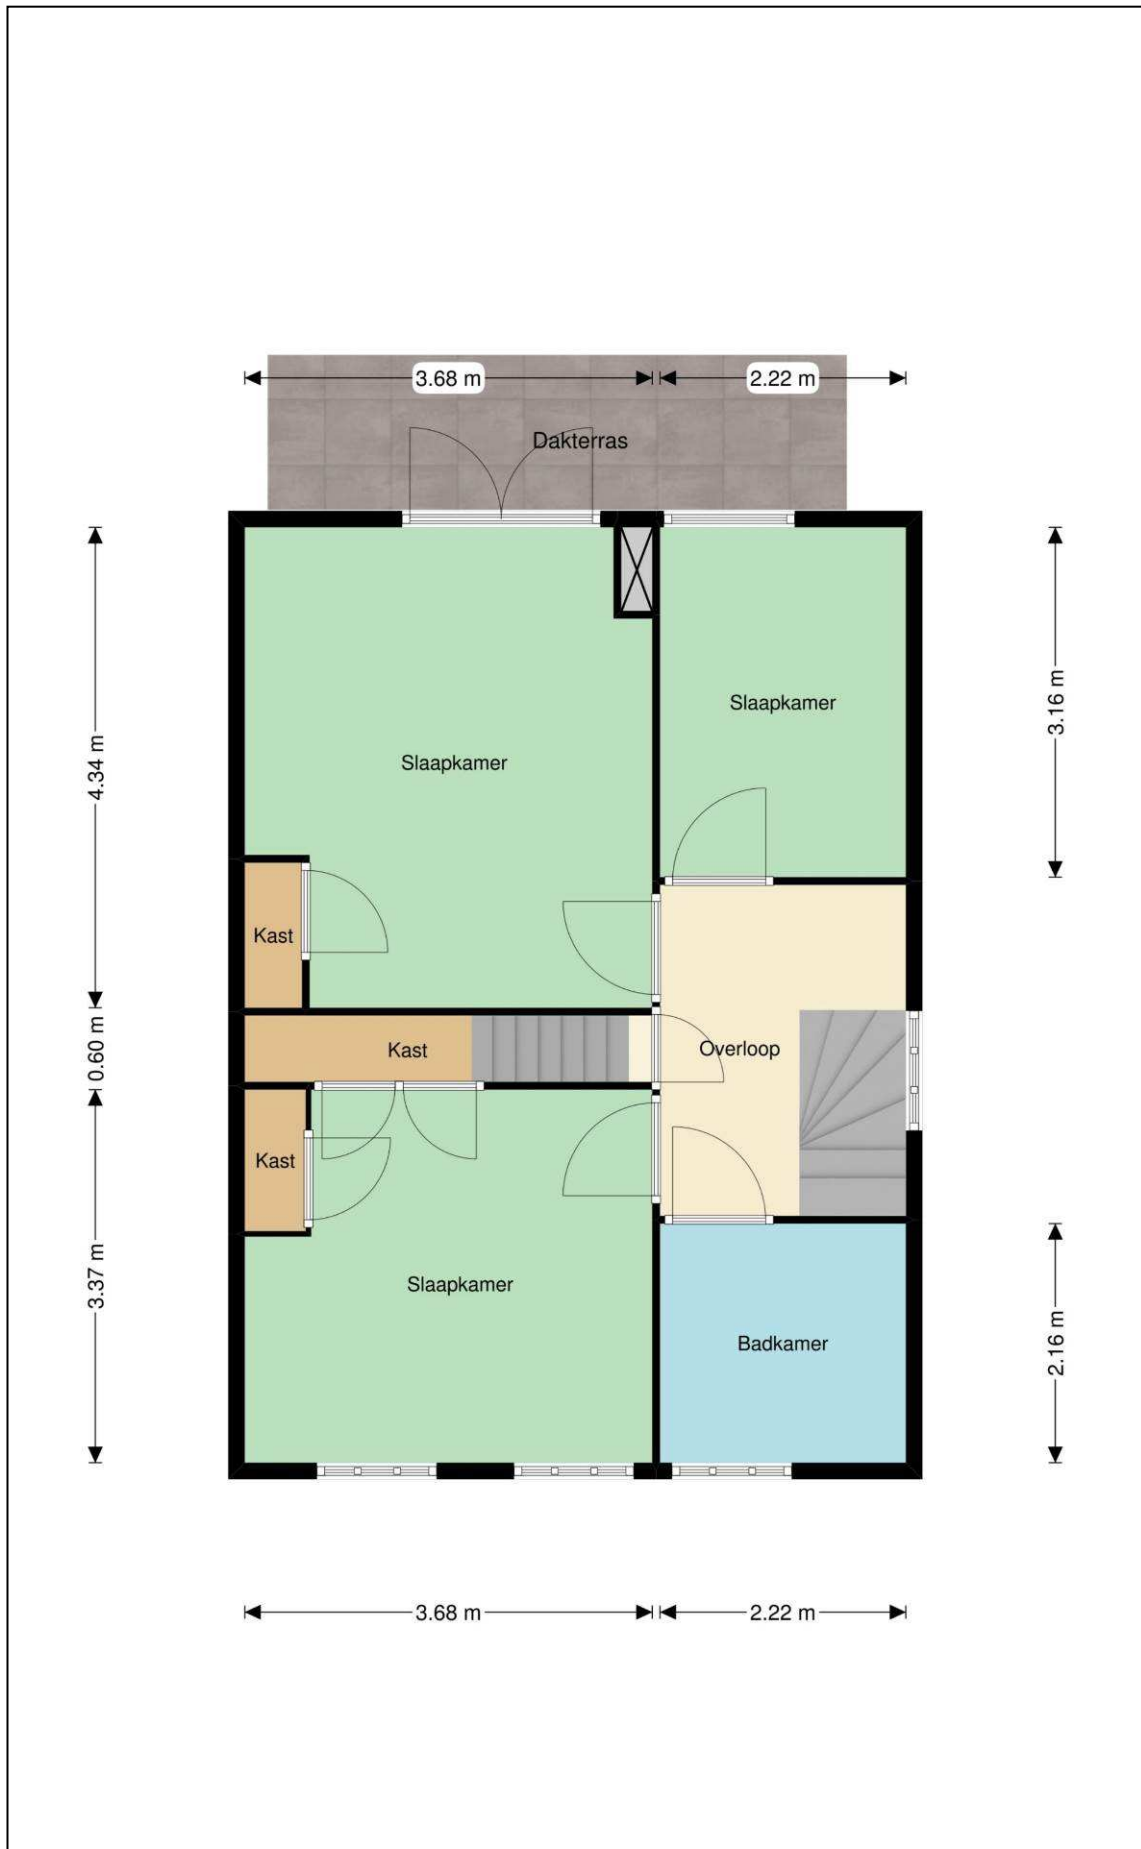 3.68 m
2.22 m
Dakterras
4.34 m
3.16 m
Slaapkamer
Slaapkamer
Kast
0.60 m
Kast
Overloop
Kast
3.37 m
Slaapkamer
Badkamer
2.16 m
3.68 m
2.22 m